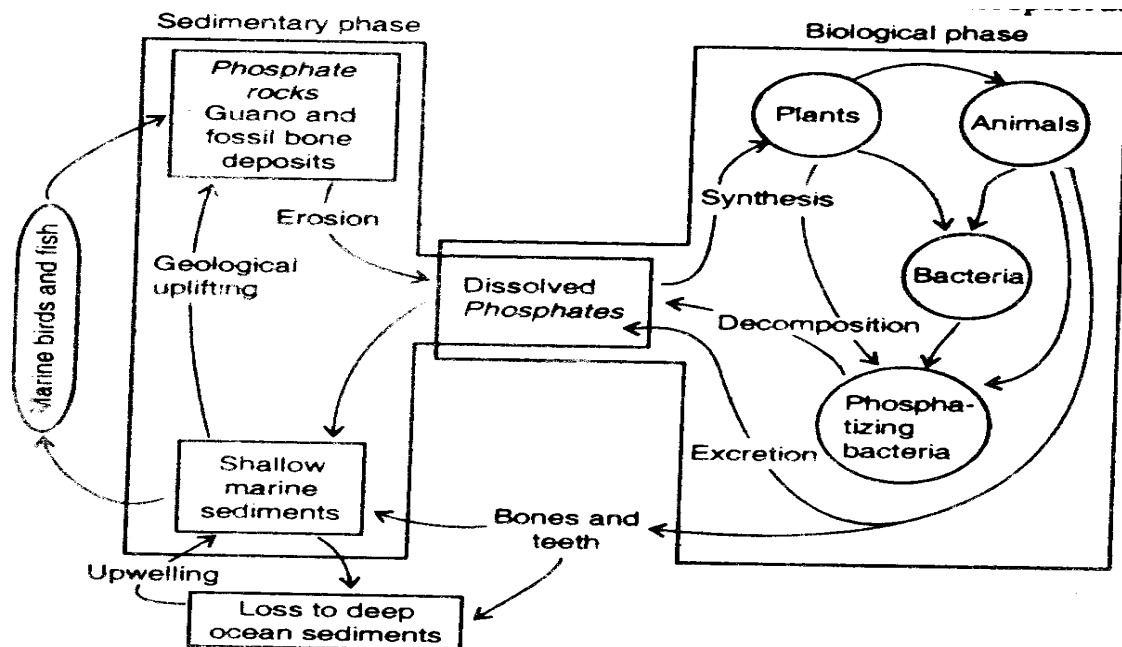 Sedimentary phase
Biological phase
Phosphate
rocks
Guano and
fossil bone
deposits
Plants
Animals
Synthesis
Erosion
Marine birds and fish
Geological
uplifting
Dissolved
Phosphates
Bacteria
Decomposition
Phospha-
tizing
bacteria
Excretion
Shallow
marine
sediments
Bones and
teeth
Upwelling
Loss to deep
ocean sediments